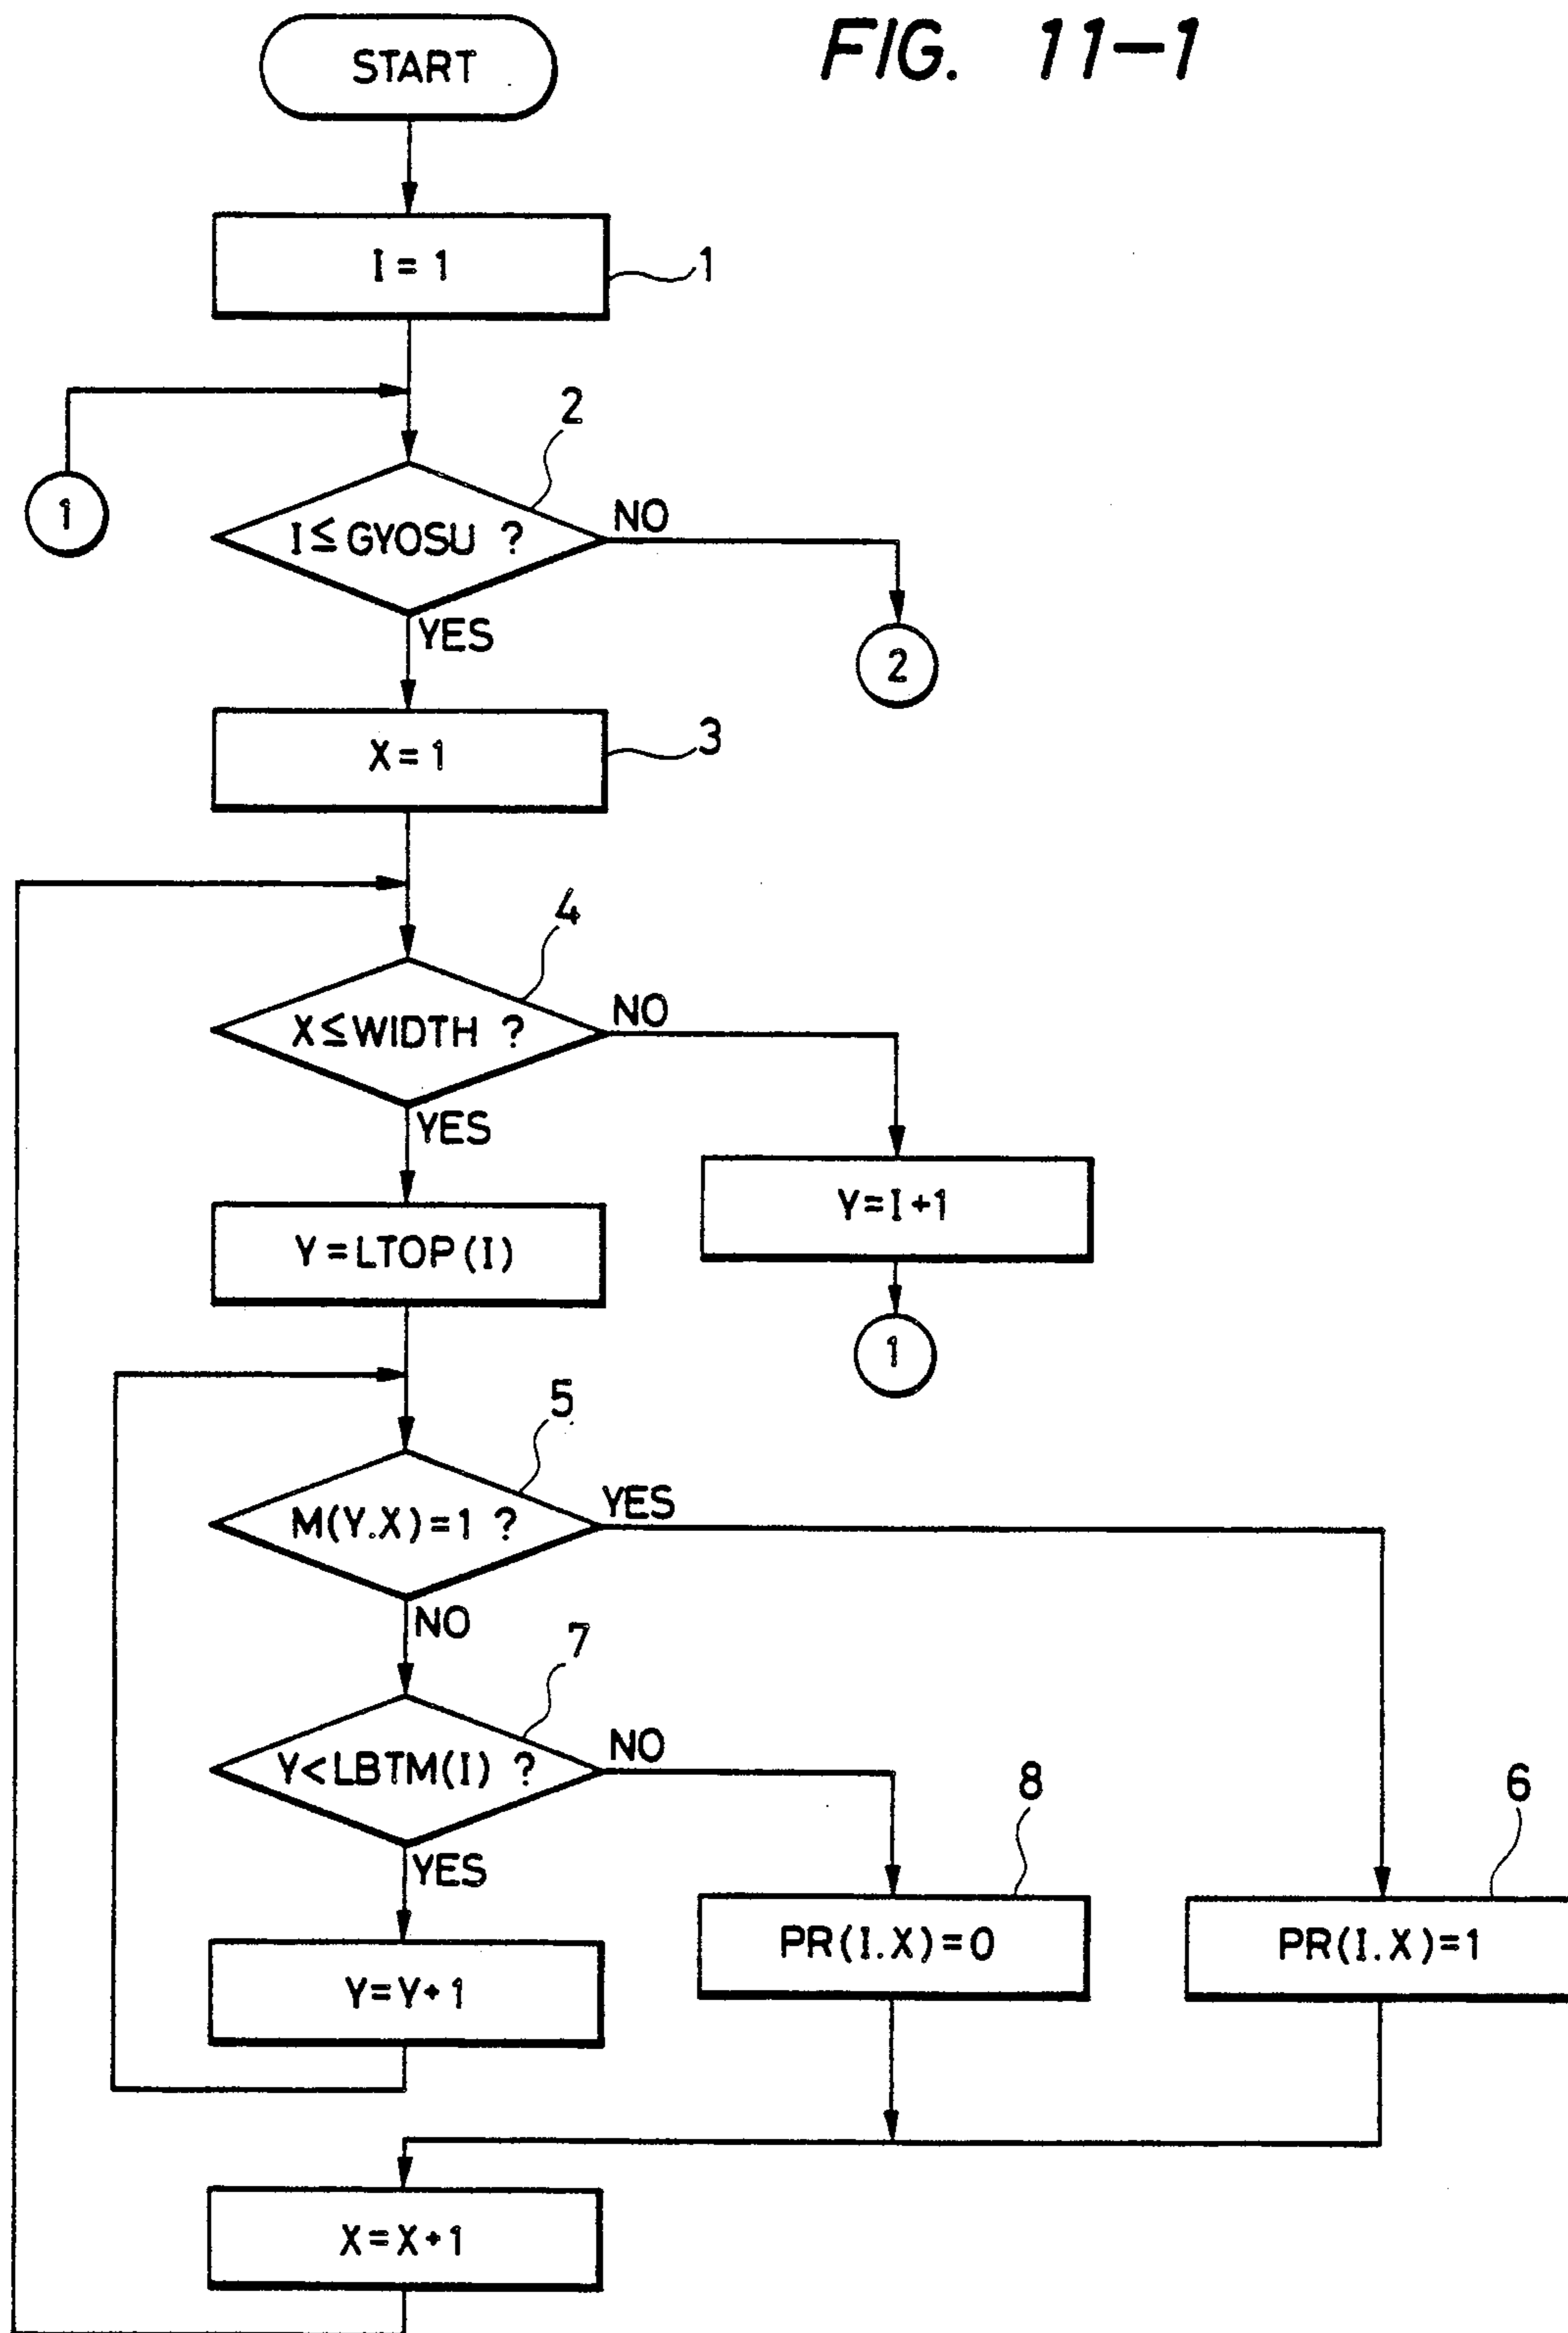 FIG. 11-1
START
I = 1
1
1
2
I ≤ GYOSU ?
NO
YES
2
X = 1
3
4
X ≤ WIDTH ?
NO
YES
Y = LTOP (I)
Y = I + 1
1
5
M(Y.X) = 1 ?
YES
NO
7
Y < LBTM(I) ?
NO
YES
8
6
Y = Y + 1
PR(I.X) = 0
PR(I.X) = 1
X = X + 1